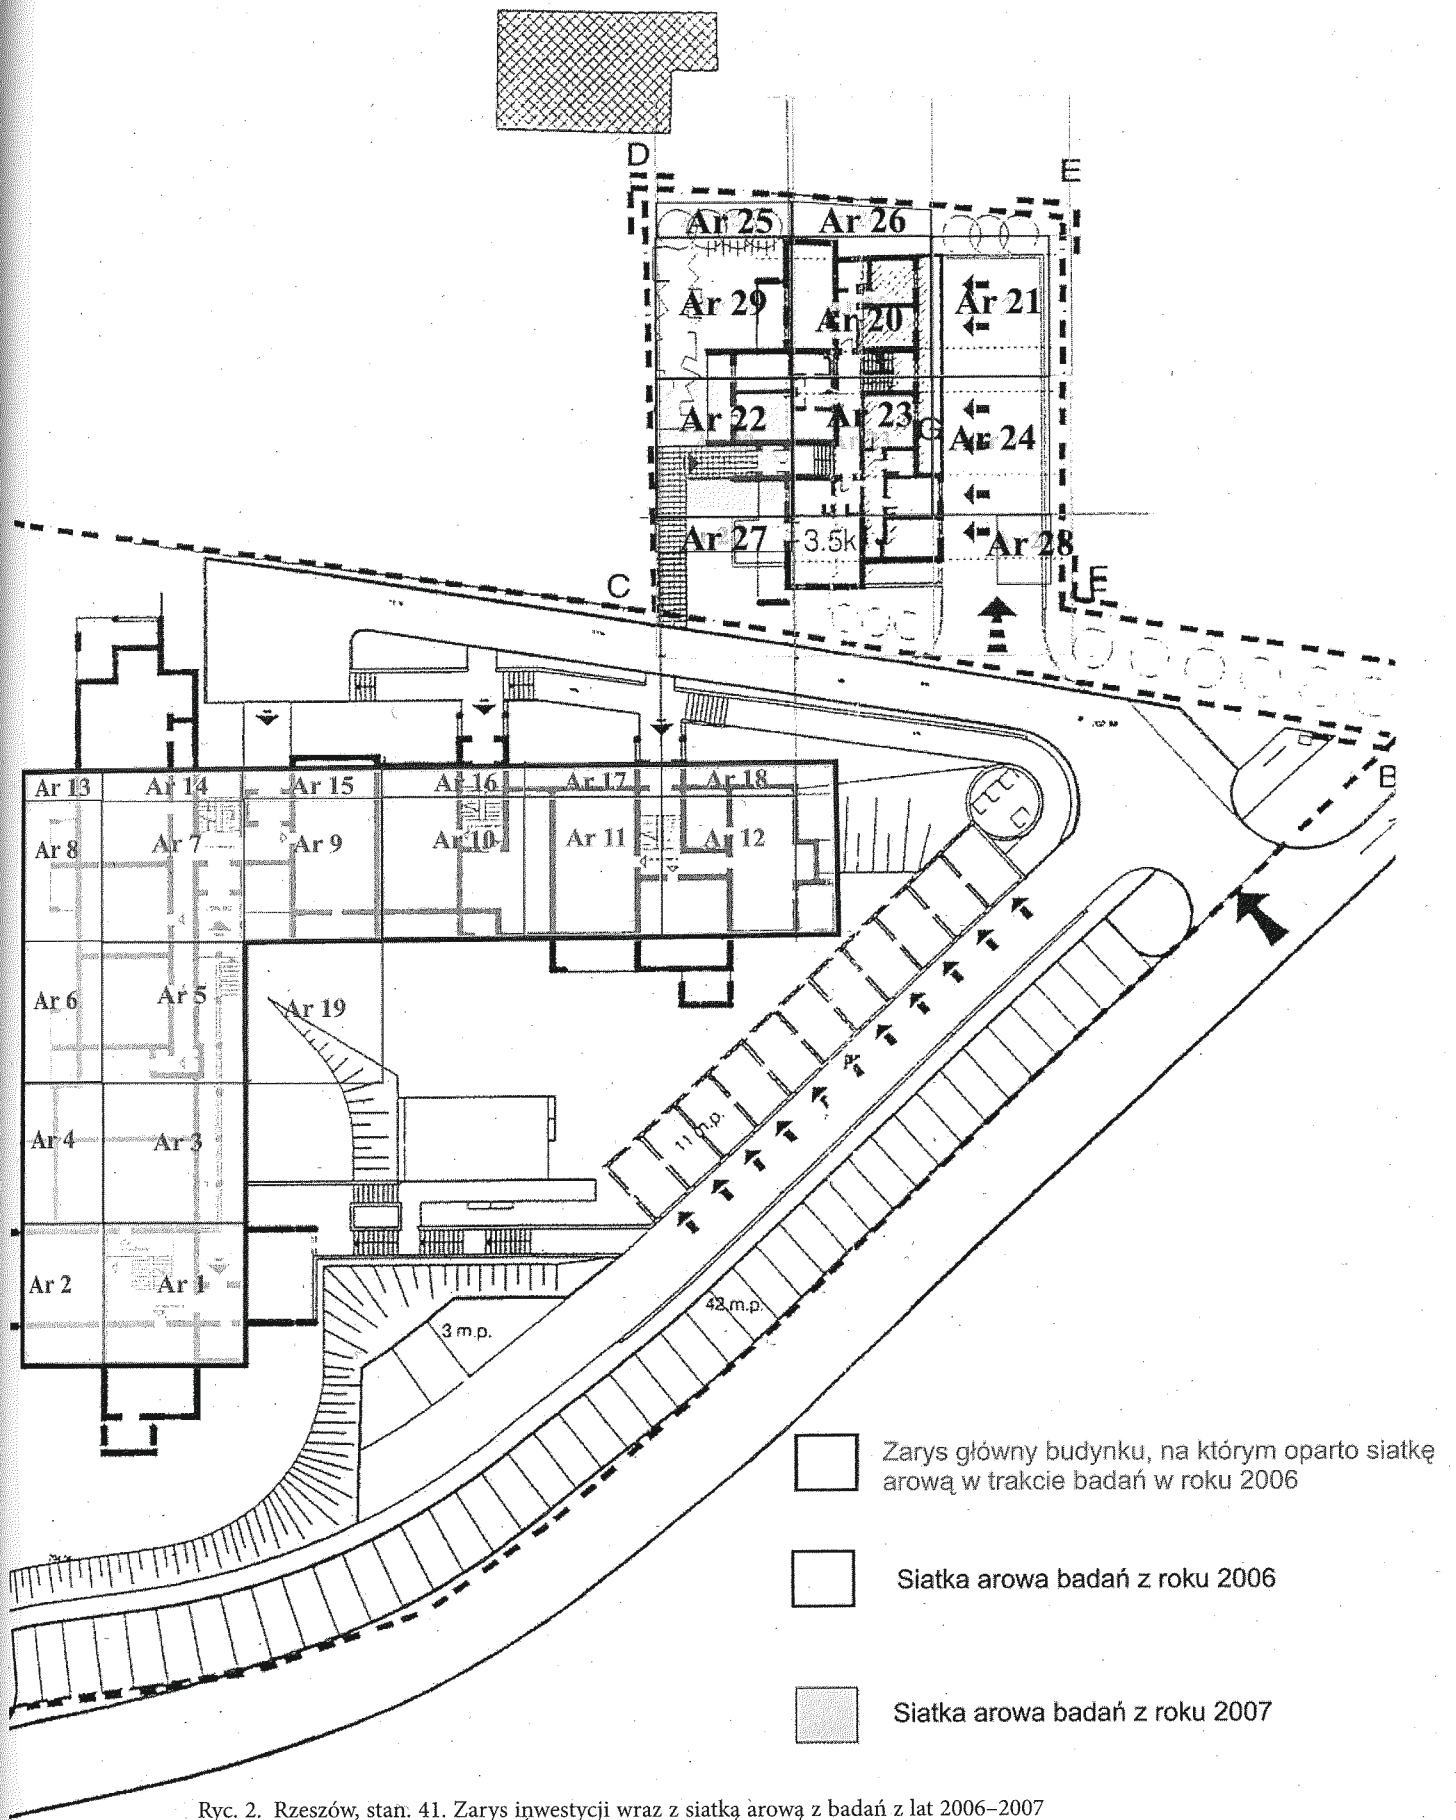 D
E
Ar 25
Ar 26
Ar 29
Ar 20
Ar 21
Ar 22
Ar 23
G
Ar 24
Ar 27
3.5k
Ar 28
C
B
Ar 13
Ar 14
Ar 15
Ar 16
Ar 17
Ar 18
Ar 8
Ar 7
Ar 9
Ar 10
Ar 11
Ar 12
Ar 6
Ar 5
Ar 19
Ar 4
Ar 3
11 m.p.
Ar 2
Ar 1
42 m.p.
3 m.p.
Zarys główny budynku, na którym oparto siatkę
arową w trakcie badań w roku 2006
Siatka arowa badań z roku 2006
Siatka arowa badań z roku 2007
Ryc. 2. Rzeszów, stan. 41. Zarys inwestycji wraz z siatką arową z badań z lat 2006–2007